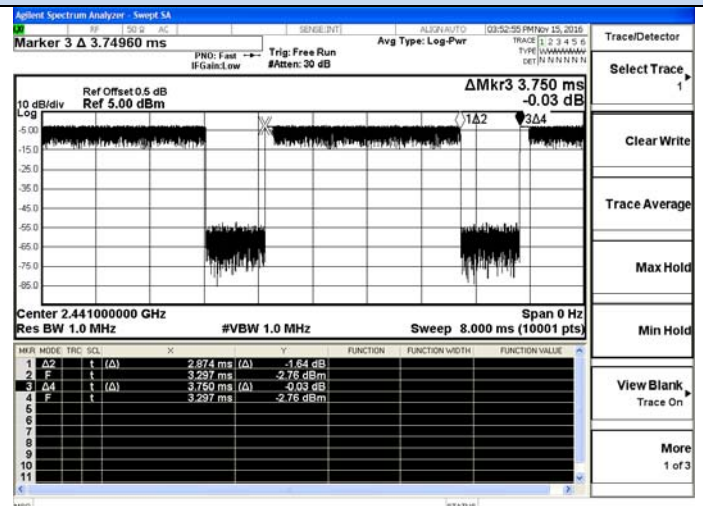 Agilent Spectrum Analyzer - Swept SA
RF 50 Ω AC SENSE:INT ALIGN AUTO 03:52:55 PM Nov 15, 2016
Marker 3 Δ 3.74960 ms
PNO: Fast
IFGain:Low
Trig: Free Run
#Atten: 30 dB
Avg Type: Log-Pwr
TRACE 1 2 3 4 5 6
TYPE WWWWWW
DET N N N N N N
Ref Offset 0.5 dB
Ref 5.00 dBm
10 dB/div
Log
ΔMkr3 3.750 ms
-0.03 dB
1Δ2
3Δ4
-5.00
-15.0
-25.0
-35.0
-45.0
-55.0
-65.0
-75.0
-85.0
Center 2.441000000 GHz
Span 0 Hz
Res BW 1.0 MHz
#VBW 1.0 MHz
Sweep 8.000 ms (10001 pts)
MKR MODE TRC SCL X Y FUNCTION FUNCTION WIDTH FUNCTION VALUE
1 Δ2 t (Δ) 2.874 ms (Δ) -1.64 dB
2 F t 3.297 ms -2.76 dBm
3 Δ4 t (Δ) 3.750 ms (Δ) -0.03 dB
4 F t 3.297 ms -2.76 dBm
5
6
7
8
9
10
11
MSG
STATUS
Trace/Detector
Select Trace
1
Clear Write
Trace Average
Max Hold
Min Hold
View Blank
Trace On
More
1 of 3